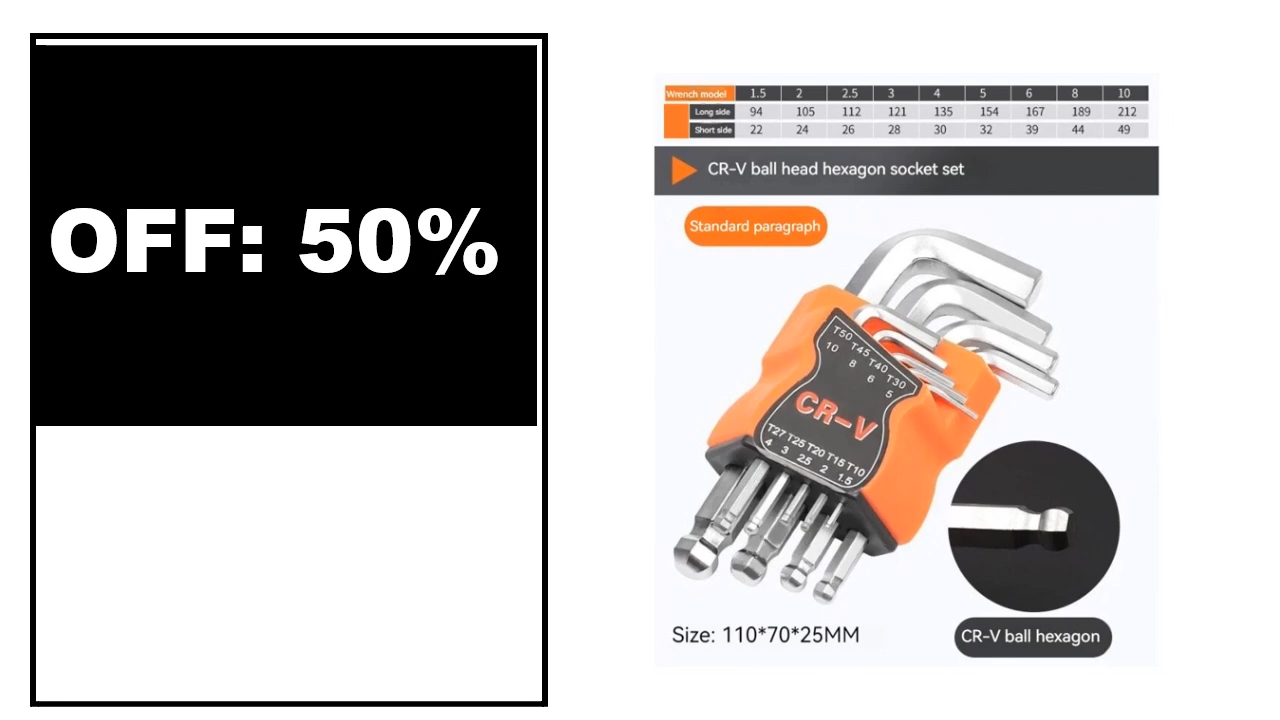 OFF: 50%
Wrench model 1.5 2 2.5 3 4 5 6 8 10
Long side 94 105 112 121 135 154 167 189 212
Short side 22 24 26 28 30 32 39 44 49
CR-V ball head hexagon socket set
Standard paragraph
T50 T45 T40 T30
10 8 6 5
CR-V
T27 T25 T20 T15 T10
4 3 2.5 2 1.5
Size: 110*70*25MM
CR-V ball hexagon